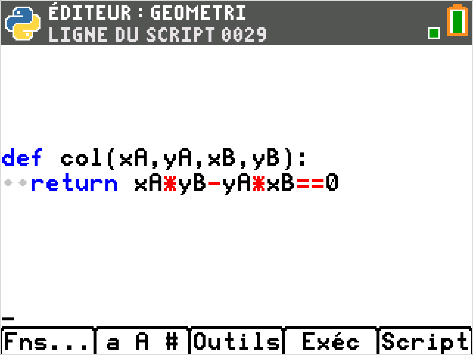 ÉDITEUR : GEOMETRI
LIGNE DU SCRIPT 0029
def col(xA,yA,xB,yB):
··return xA*yB-yA*xB==0
_
Fns... a A # Outils Exéc Script